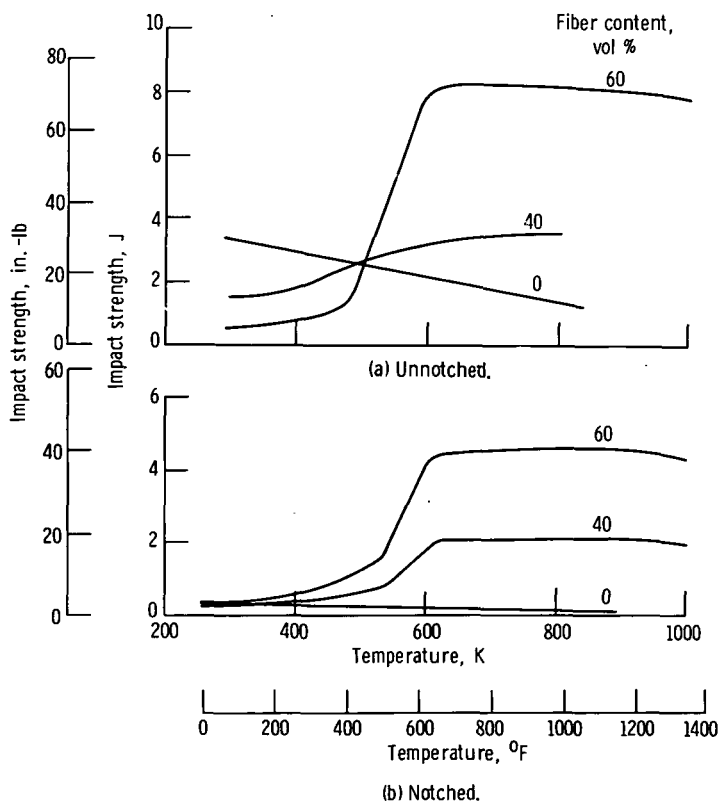 Fiber content,
vol %
Impact strength, in. -lb
80
60
40
20
0
Impact strength, J
10
8
6
4
2
0
60
40
0
(a) Unnotched.
60
40
20
0
6
4
2
0
60
40
0
200 400 600 800 1000
Temperature, K
0 200 400 600 800 1000 1200 1400
Temperature, °F
(b) Notched.